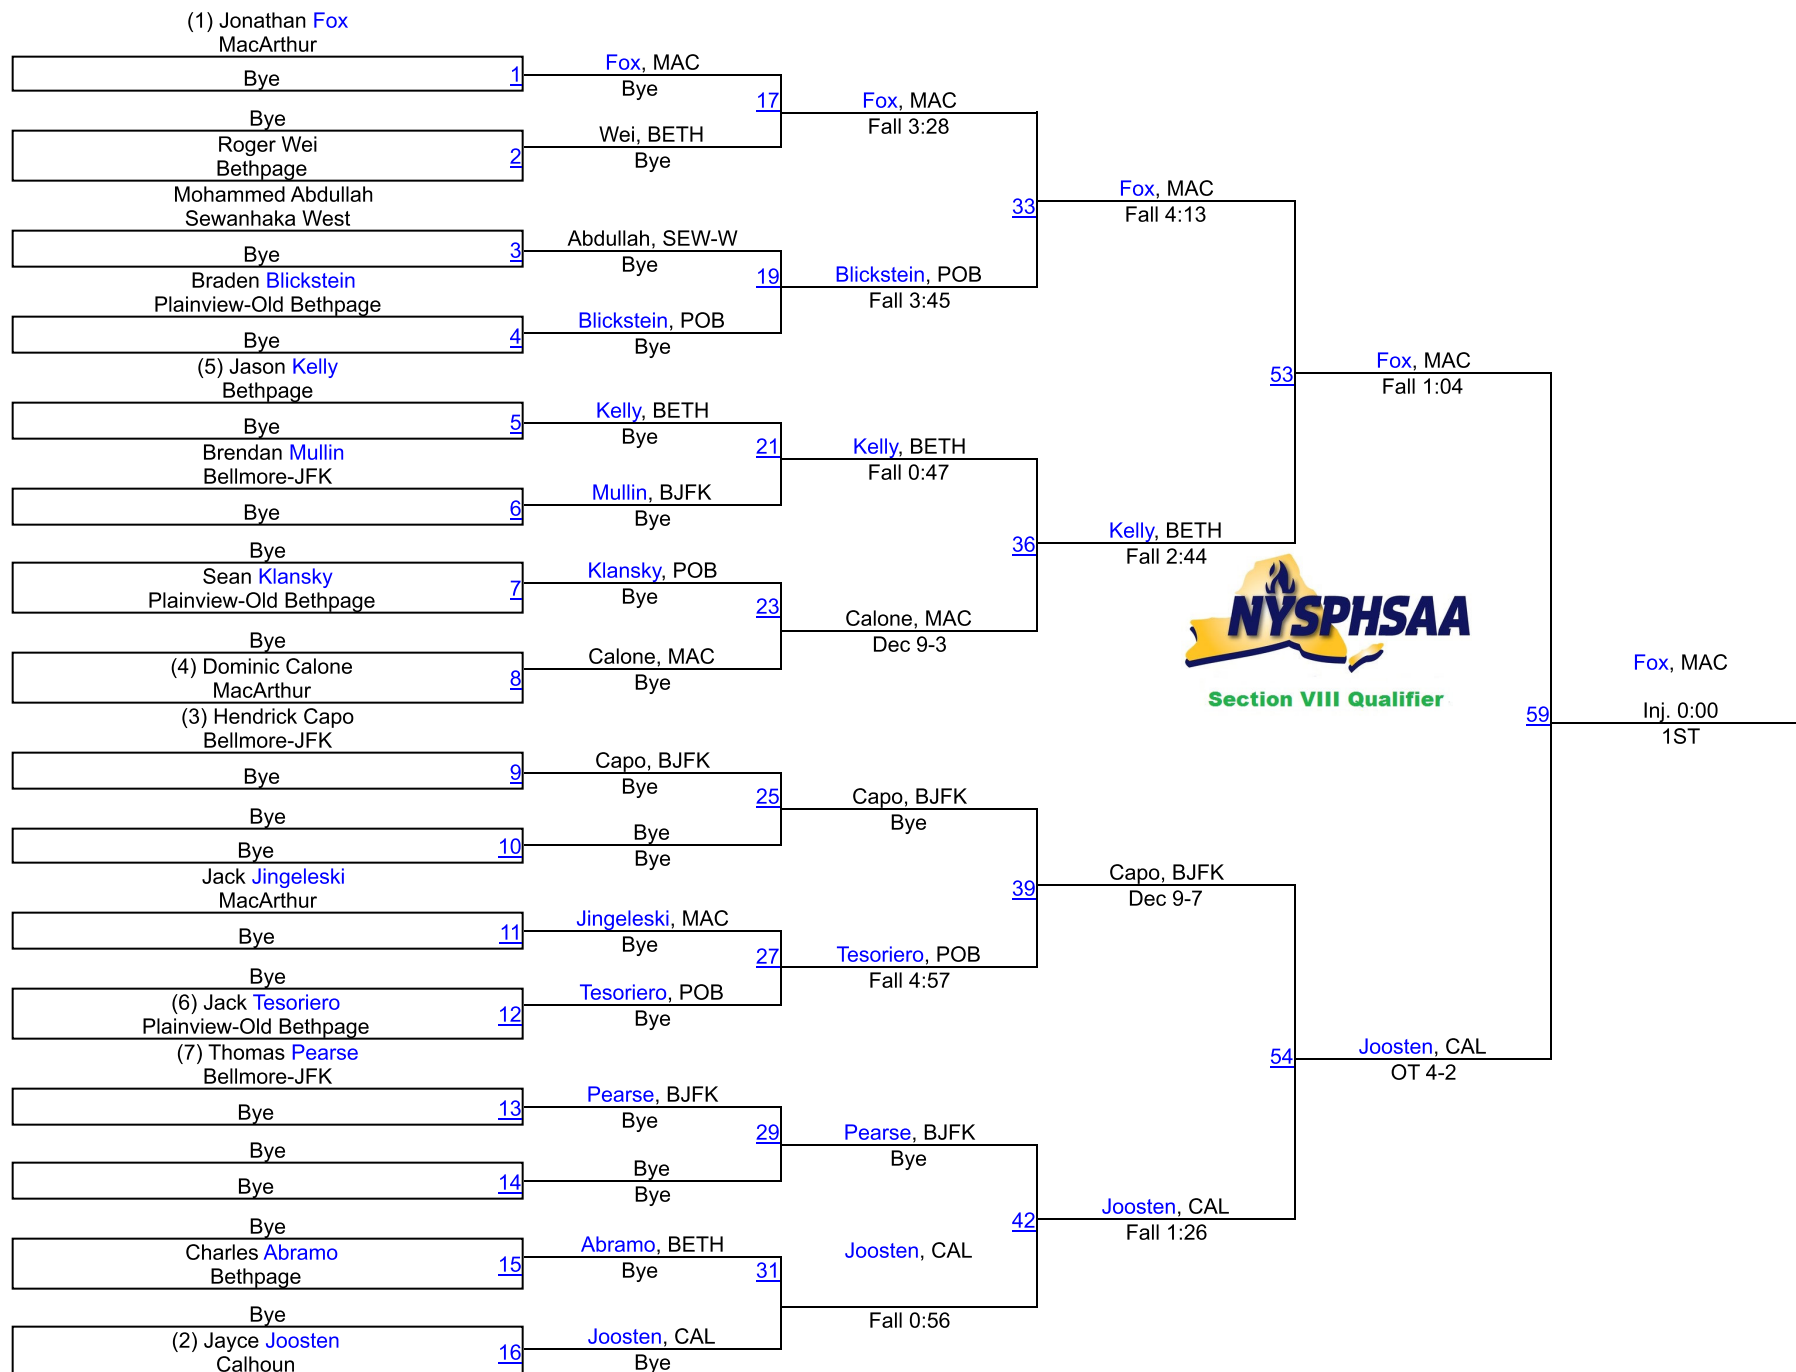 (1) Jonathan Fox
MacArthur
Bye
1
Bye
Roger Wei
Bethpage
2
Mohammed Abdullah
Sewanhaka West
Bye
3
Braden Blickstein
Plainview-Old Bethpage
Bye
4
(5) Jason Kelly
Bethpage
Bye
5
Brendan Mullin
Bellmore-JFK
Bye
6
Bye
Sean Klansky
Plainview-Old Bethpage
7
Bye
(4) Dominic Calone
MacArthur
8
(3) Hendrick Capo
Bellmore-JFK
Bye
9
Bye
Bye
10
Jack Jingeleski
MacArthur
Bye
11
Bye
(6) Jack Tesoriero
Plainview-Old Bethpage
12
(7) Thomas Pearse
Bellmore-JFK
Bye
13
Bye
Bye
14
Bye
Charles Abramo
Bethpage
15
Bye
(2) Jayce Joosten
Calhoun
16
Fox, MAC
Bye
17
Wei, BETH
Bye
Abdullah, SEW-W
Bye
19
Blickstein, POB
Bye
Kelly, BETH
Bye
21
Mullin, BJFK
Bye
Klansky, POB
Bye
23
Calone, MAC
Bye
Capo, BJFK
Bye
25
Bye
Bye
Jingeleski, MAC
Bye
27
Tesoriero, POB
Bye
Pearse, BJFK
Bye
29
Bye
Bye
Abramo, BETH
Bye
31
Joosten, CAL
Bye
Fox, MAC
Fall 3:28
33
Blickstein, POB
Fall 3:45
Kelly, BETH
Fall 0:47
36
Calone, MAC
Dec 9-3
Capo, BJFK
Bye
39
Tesoriero, POB
Fall 4:57
Pearse, BJFK
Bye
42
Joosten, CAL
Fall 0:56
Fox, MAC
Fall 4:13
53
Kelly, BETH
Fall 2:44
NYSPHSAA
Section VIII Qualifier
Capo, BJFK
Dec 9-7
54
Joosten, CAL
Fall 1:26
Fox, MAC
Fall 1:04
59
Joosten, CAL
OT 4-2
Fox, MAC
Inj. 0:00
1ST